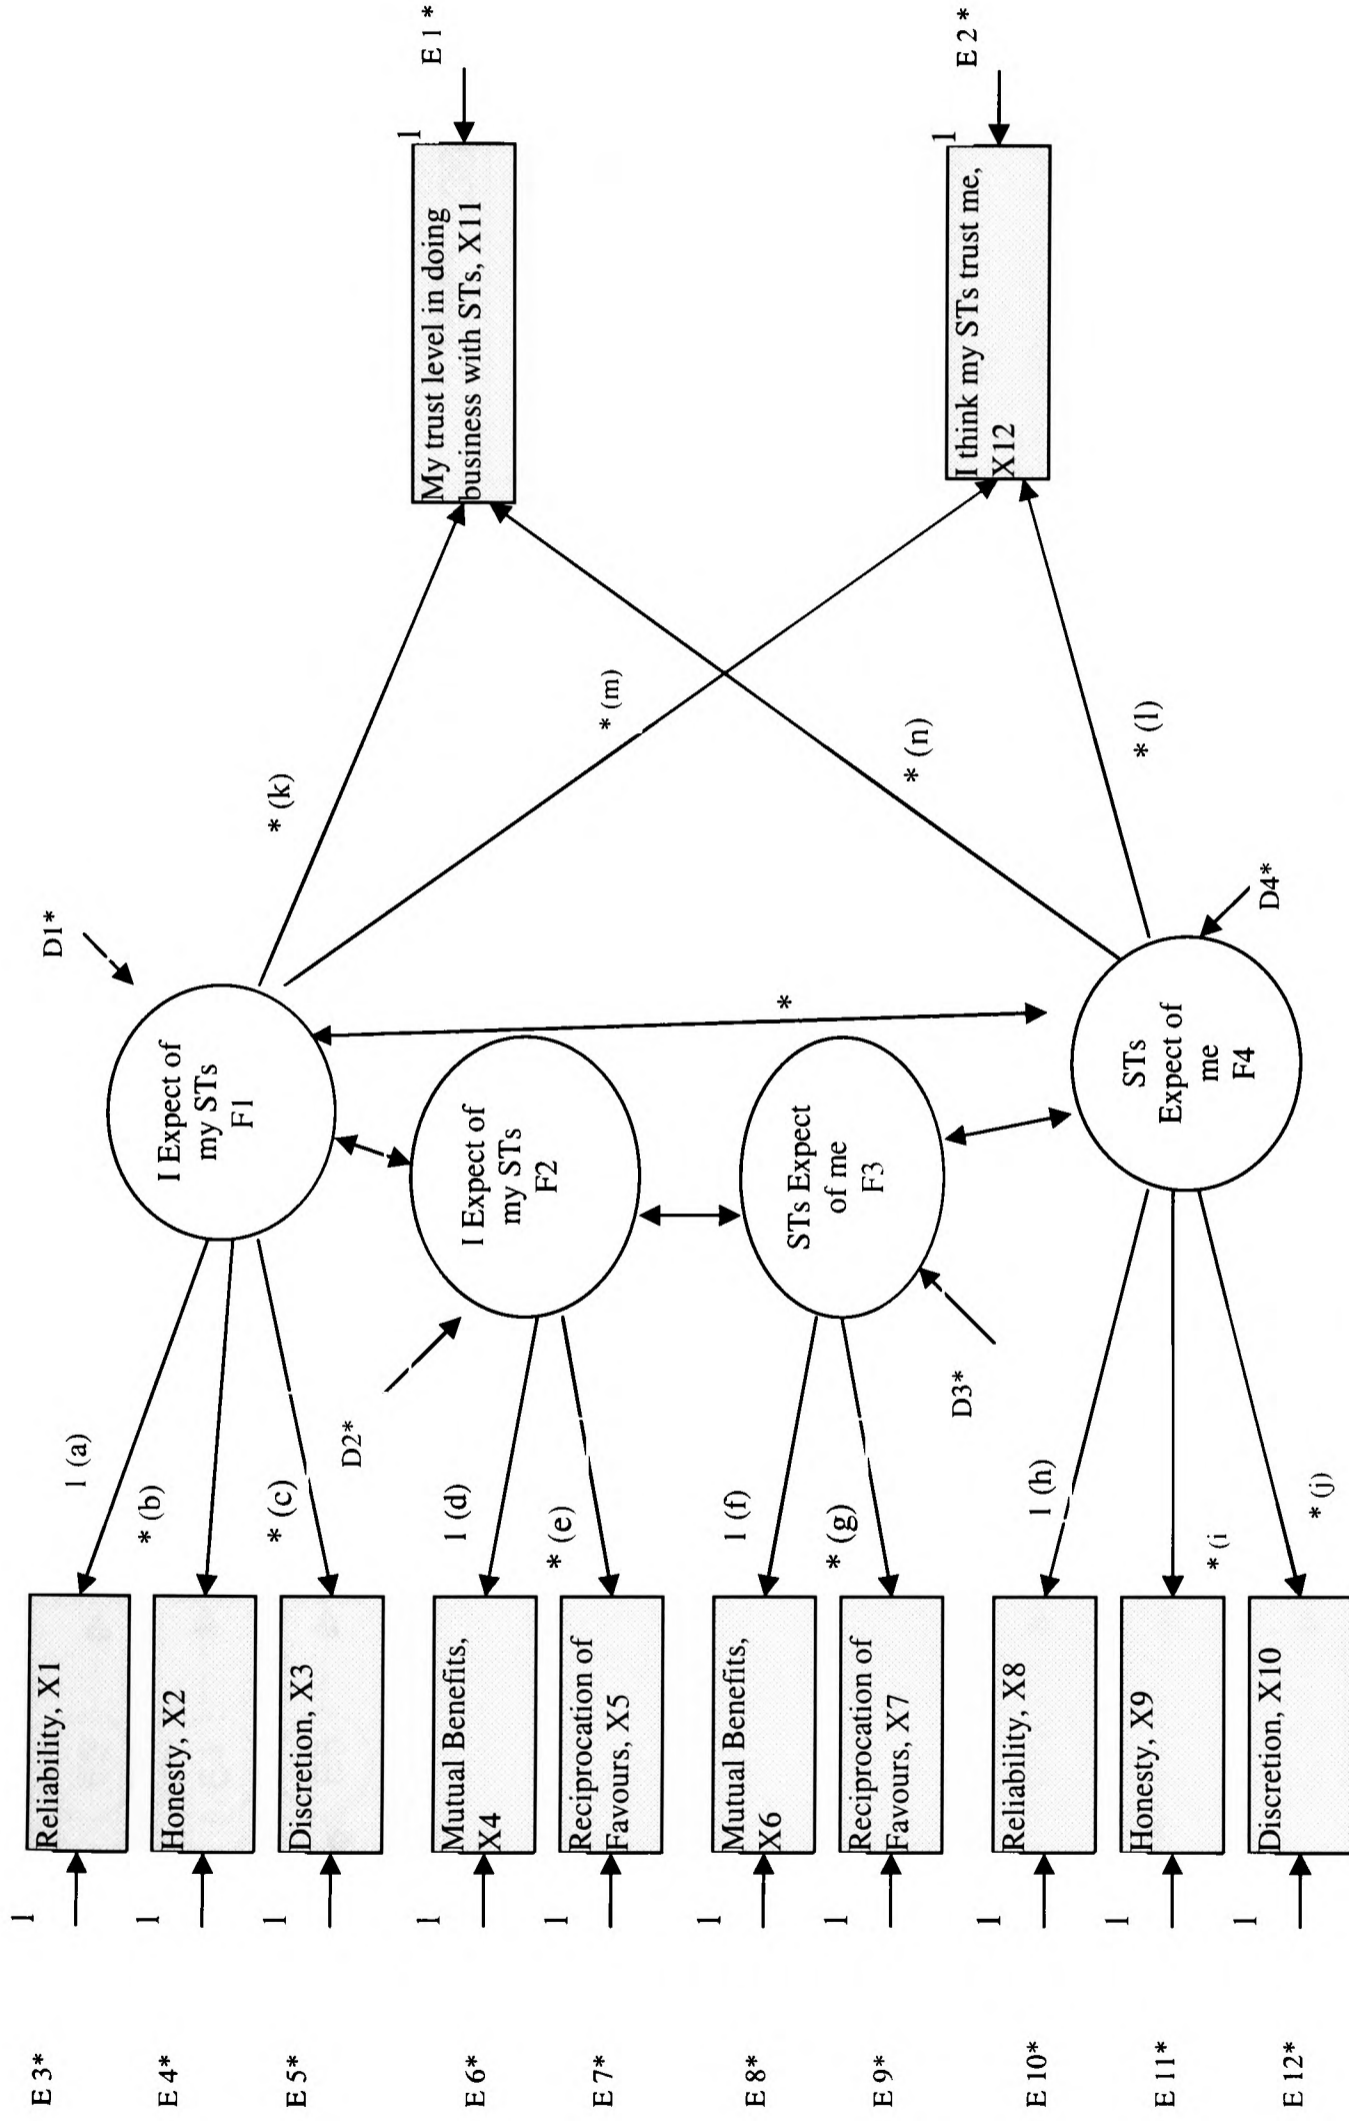 E 3*
E 4*
E 5*
E 6*
E 7*
E 8*
E 9*
E 10*
E 11*
E 12*
1
1
1
1
1
1
1
1
1
1
Reliability, X1
Honesty, X2
Discretion, X3
Mutual Benefits,
X4
Reciprocation of
Favours, X5
Mutual Benefits,
X6
Reciprocation of
Favours, X7
Reliability, X8
Honesty, X9
Discretion, X10
1 (a)
* (b)
* (c)
1 (d)
* (e)
1 (f)
* (g)
1 (h)
* (i
* (j)
D1*
D2*
D3*
D4*
I Expect of
my STs
F1
I Expect of
my STs
F2
STs Expect
of me
F3
STs
Expect of
me
F4
*
* (k)
* (m)
* (n)
* (l)
My trust level in doing
business with STs, X11
I think my STs trust me,
X12
1
1
E 1 *
E 2 *